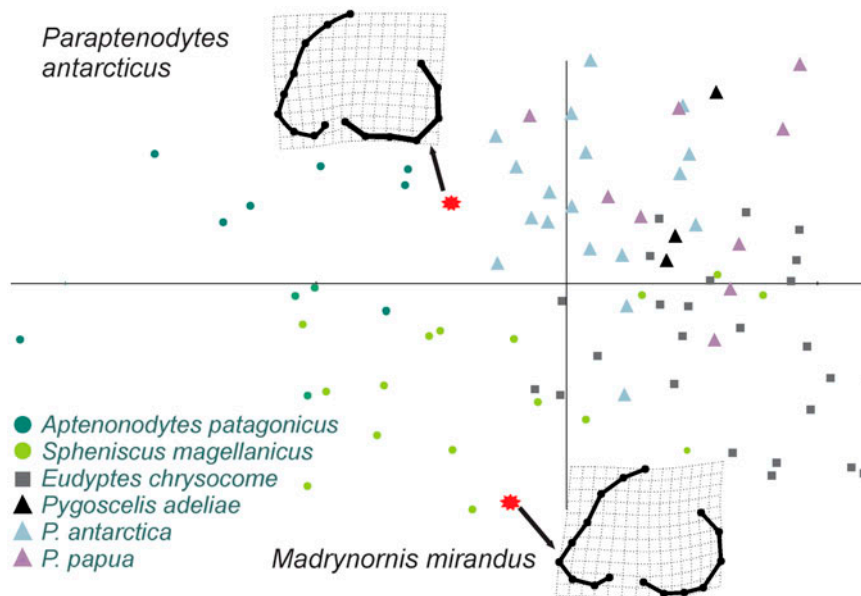 Paraptenodytes
antarcticus
Aptenonodytes patagonicus
Spheniscus magellanicus
Eudyptes chrysocome
Pygoscelis adeliae
P. antarctica
P. papua
Madrynornis mirandus